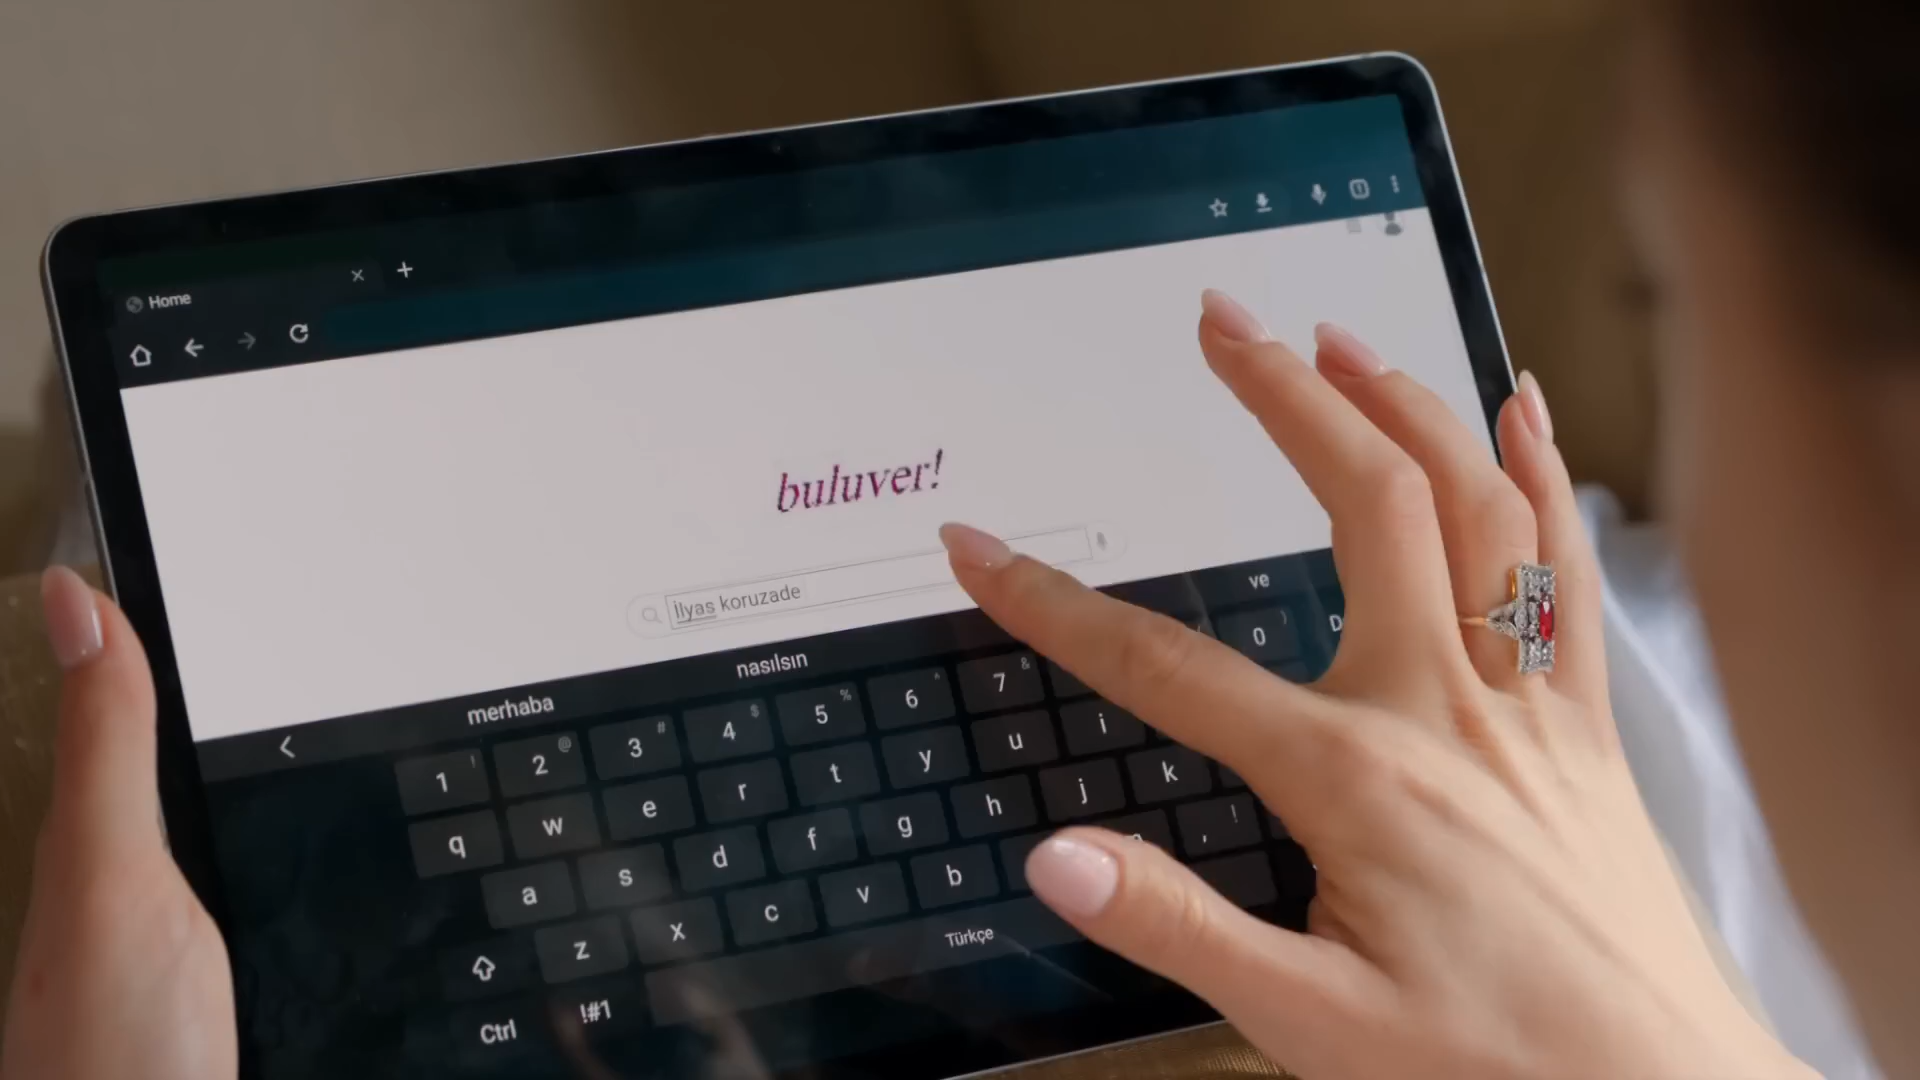 Home
buluver!
İlyas koruzade
merhaba
nasılsın
ve
1 ! 2 @ 3 # 4 $ 5 % 6 ^ 7 & 0 )
q w e r t y u i
a s d f g h j k
z x c v b , !
Ctrl !#1 Türkçe